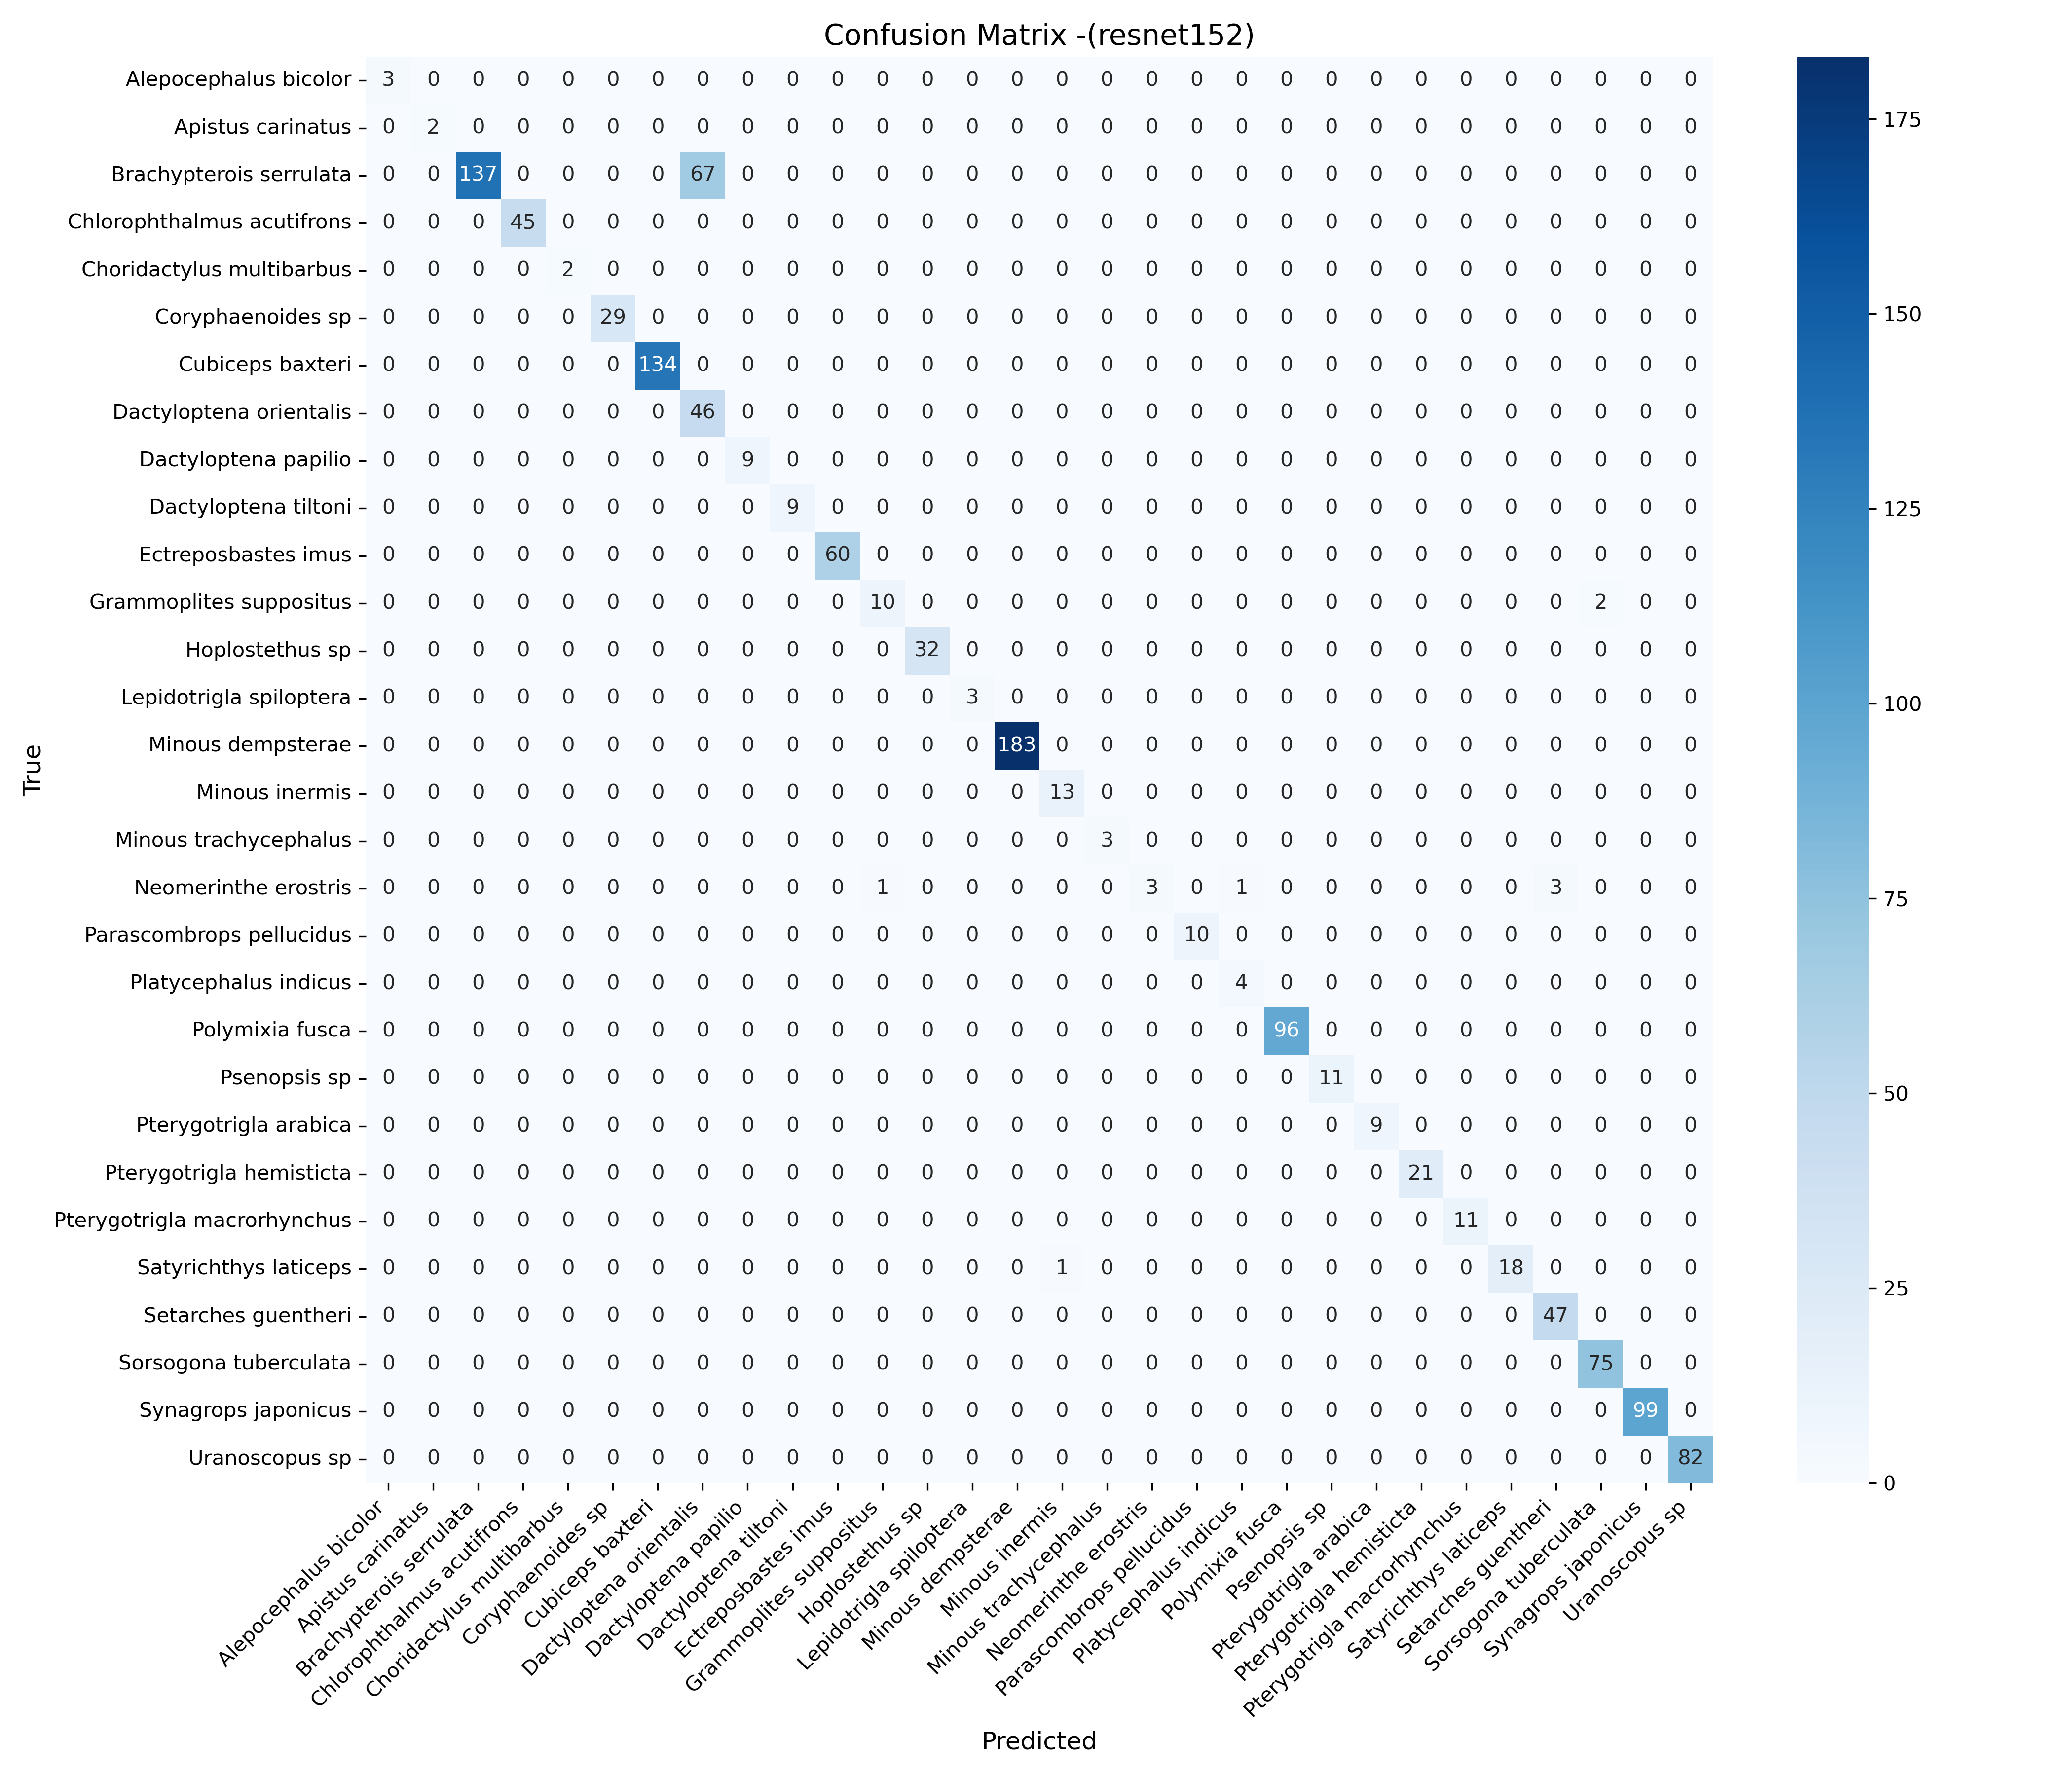 Confusion Matrix -(resnet152)
Alepocephalus bicolor 3 0 0 0 0 0 0 0 0 0 0 0 0 0 0 0 0 0 0 0 0 0 0 0 0 0 0 0 0 0
Apistus carinatus 0 2 0 0 0 0 0 0 0 0 0 0 0 0 0 0 0 0 0 0 0 0 0 0 0 0 0 0 0 0
Brachypterois serrulata 0 0 137 0 0 0 0 67 0 0 0 0 0 0 0 0 0 0 0 0 0 0 0 0 0 0 0 0 0 0
Chlorophthalmus acutifrons 0 0 0 45 0 0 0 0 0 0 0 0 0 0 0 0 0 0 0 0 0 0 0 0 0 0 0 0 0 0
Choridactylus multibarbus 0 0 0 0 2 0 0 0 0 0 0 0 0 0 0 0 0 0 0 0 0 0 0 0 0 0 0 0 0 0
Coryphaenoides sp 0 0 0 0 0 29 0 0 0 0 0 0 0 0 0 0 0 0 0 0 0 0 0 0 0 0 0 0 0 0
Cubiceps baxteri 0 0 0 0 0 0 134 0 0 0 0 0 0 0 0 0 0 0 0 0 0 0 0 0 0 0 0 0 0 0
Dactyloptena orientalis 0 0 0 0 0 0 0 46 0 0 0 0 0 0 0 0 0 0 0 0 0 0 0 0 0 0 0 0 0 0
Dactyloptena papilio 0 0 0 0 0 0 0 0 9 0 0 0 0 0 0 0 0 0 0 0 0 0 0 0 0 0 0 0 0 0
Dactyloptena tiltoni 0 0 0 0 0 0 0 0 0 9 0 0 0 0 0 0 0 0 0 0 0 0 0 0 0 0 0 0 0 0
Ectreposbastes imus 0 0 0 0 0 0 0 0 0 0 60 0 0 0 0 0 0 0 0 0 0 0 0 0 0 0 0 0 0 0
Grammoplites suppositus 0 0 0 0 0 0 0 0 0 0 0 10 0 0 0 0 0 0 0 0 0 0 0 0 0 0 0 2 0 0
Hoplostethus sp 0 0 0 0 0 0 0 0 0 0 0 0 32 0 0 0 0 0 0 0 0 0 0 0 0 0 0 0 0 0
Lepidotrigla spiloptera 0 0 0 0 0 0 0 0 0 0 0 0 0 3 0 0 0 0 0 0 0 0 0 0 0 0 0 0 0 0
Minous dempsterae 0 0 0 0 0 0 0 0 0 0 0 0 0 0 183 0 0 0 0 0 0 0 0 0 0 0 0 0 0 0
Minous inermis 0 0 0 0 0 0 0 0 0 0 0 0 0 0 0 13 0 0 0 0 0 0 0 0 0 0 0 0 0 0
Minous trachycephalus 0 0 0 0 0 0 0 0 0 0 0 0 0 0 0 0 3 0 0 0 0 0 0 0 0 0 0 0 0 0
Neomerinthe erostris 0 0 0 0 0 0 0 0 0 0 0 1 0 0 0 0 0 3 0 1 0 0 0 0 0 0 3 0 0 0
Parascombrops pellucidus 0 0 0 0 0 0 0 0 0 0 0 0 0 0 0 0 0 0 10 0 0 0 0 0 0 0 0 0 0 0
Platycephalus indicus 0 0 0 0 0 0 0 0 0 0 0 0 0 0 0 0 0 0 0 4 0 0 0 0 0 0 0 0 0 0
Polymixia fusca 0 0 0 0 0 0 0 0 0 0 0 0 0 0 0 0 0 0 0 0 96 0 0 0 0 0 0 0 0 0
Psenopsis sp 0 0 0 0 0 0 0 0 0 0 0 0 0 0 0 0 0 0 0 0 0 11 0 0 0 0 0 0 0 0
Pterygotrigla arabica 0 0 0 0 0 0 0 0 0 0 0 0 0 0 0 0 0 0 0 0 0 0 9 0 0 0 0 0 0 0
Pterygotrigla hemisticta 0 0 0 0 0 0 0 0 0 0 0 0 0 0 0 0 0 0 0 0 0 0 0 21 0 0 0 0 0 0
Pterygotrigla macrorhynchus 0 0 0 0 0 0 0 0 0 0 0 0 0 0 0 0 0 0 0 0 0 0 0 0 11 0 0 0 0 0
Satyrichthys laticeps 0 0 0 0 0 0 0 0 0 0 0 0 0 0 0 1 0 0 0 0 0 0 0 0 0 18 0 0 0 0
Setarches guentheri 0 0 0 0 0 0 0 0 0 0 0 0 0 0 0 0 0 0 0 0 0 0 0 0 0 0 47 0 0 0
Sorsogona tuberculata 0 0 0 0 0 0 0 0 0 0 0 0 0 0 0 0 0 0 0 0 0 0 0 0 0 0 0 75 0 0
Synagrops japonicus 0 0 0 0 0 0 0 0 0 0 0 0 0 0 0 0 0 0 0 0 0 0 0 0 0 0 0 0 99 0
Uranoscopus sp 0 0 0 0 0 0 0 0 0 0 0 0 0 0 0 0 0 0 0 0 0 0 0 0 0 0 0 0 0 82
True
Alepocephalus bicolor
Apistus carinatus
Brachypterois serrulata
Chlorophthalmus acutifrons
Choridactylus multibarbus
Coryphaenoides sp
Cubiceps baxteri
Dactyloptena orientalis
Dactyloptena papilio
Dactyloptena tiltoni
Ectreposbastes imus
Grammoplites suppositus
Hoplostethus sp
Lepidotrigla spiloptera
Minous dempsterae
Minous inermis
Minous trachycephalus
Neomerinthe erostris
Parascombrops pellucidus
Platycephalus indicus
Polymixia fusca
Psenopsis sp
Pterygotrigla arabica
Pterygotrigla hemisticta
Pterygotrigla macrorhynchus
Satyrichthys laticeps
Setarches guentheri
Sorsogona tuberculata
Synagrops japonicus
Uranoscopus sp
Predicted
175
150
125
100
75
50
25
0